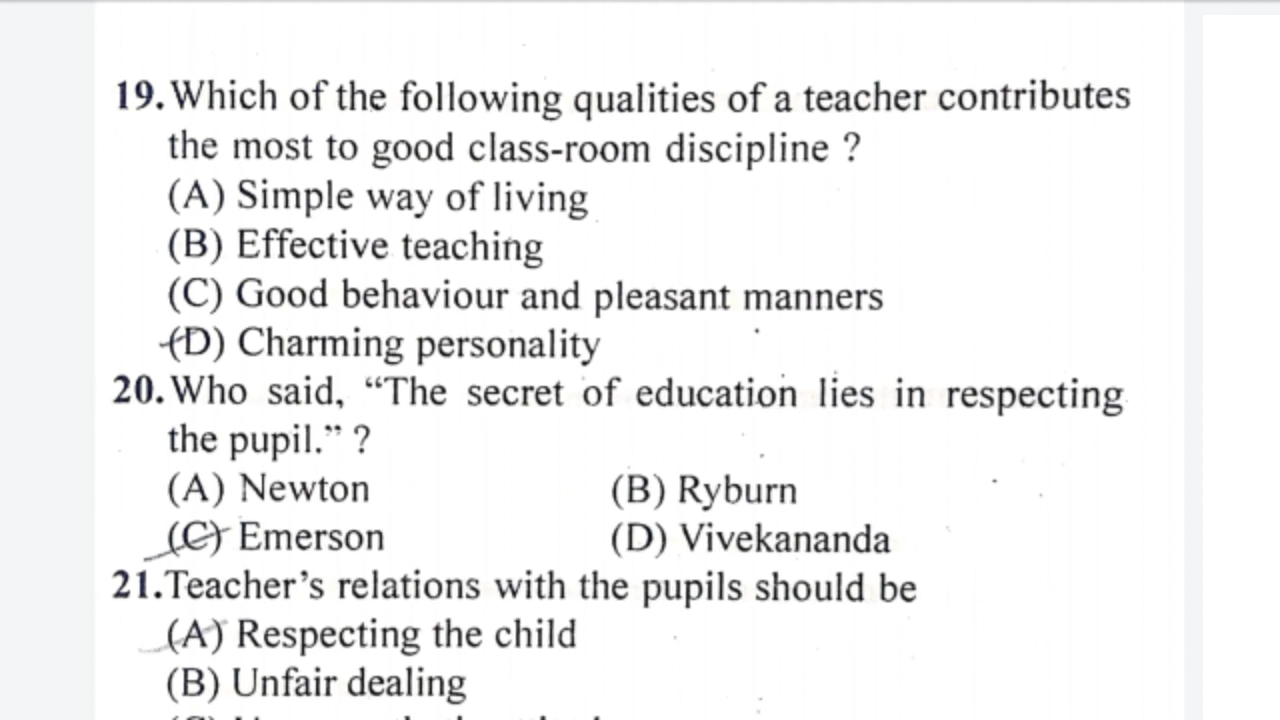 19. Which of the following qualities of a teacher contributes
the most to good class-room discipline ?
(A) Simple way of living
(B) Effective teaching
(C) Good behaviour and pleasant manners
(D) Charming personality
20. Who said, “The secret of education lies in respecting
the pupil.” ?
(A) Newton (B) Ryburn
(C) Emerson (D) Vivekananda
21. Teacher’s relations with the pupils should be
(A) Respecting the child
(B) Unfair dealing